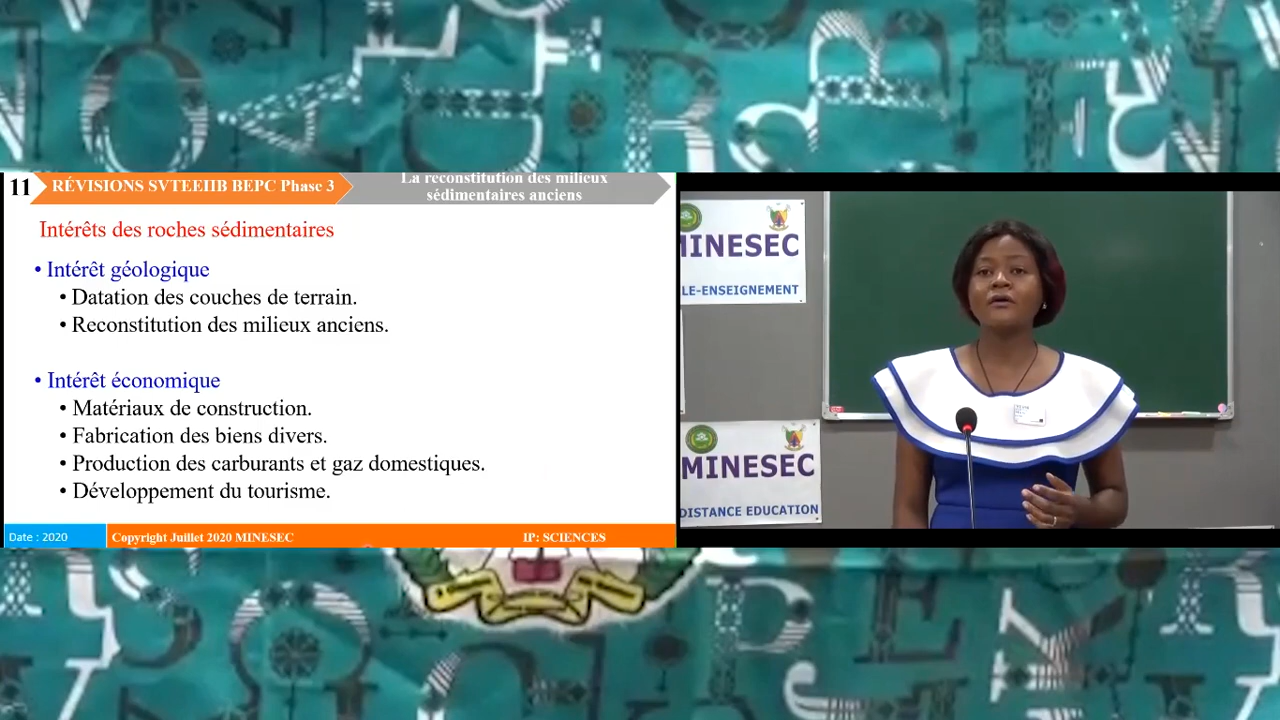 11
RÉVISIONS SVTEEHB BEPC Phase 3
La reconstitution des milieux
sédimentaires anciens
Intérêts des roches sédimentaires
• Intérêt géologique
• Datation des couches de terrain.
• Reconstitution des milieux anciens.
• Intérêt économique
• Matériaux de construction.
• Fabrication des biens divers.
• Production des carburants et gaz domestiques.
• Développement du tourisme.
Date : 2020
Copyright Juillet 2020 MINESEC
IP: SCIENCES
MINESEC
LE-ENSEIGNEMENT
MINESEC
DISTANCE EDUCATION